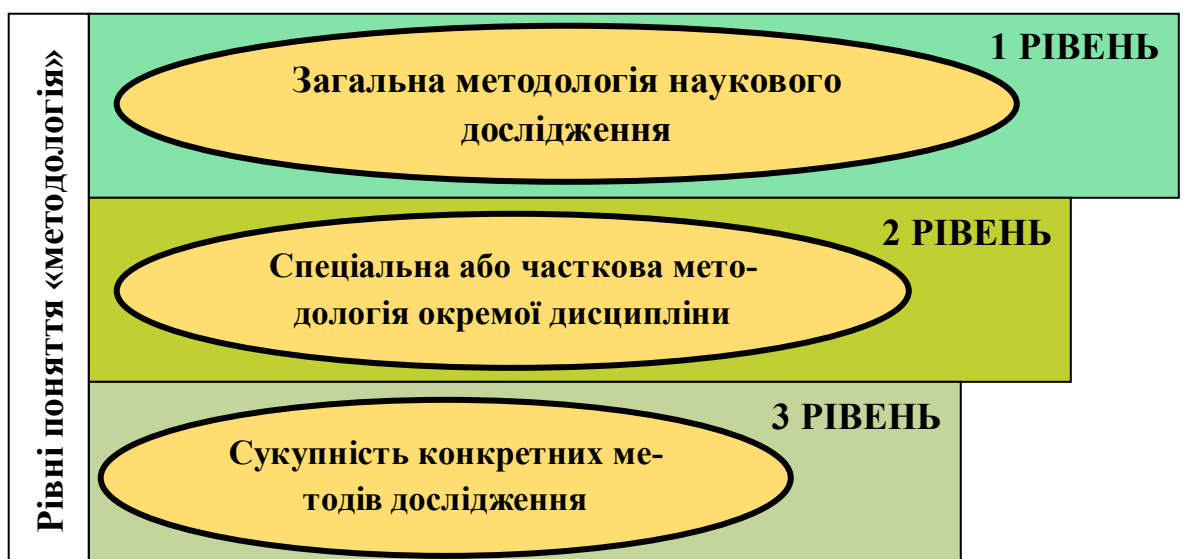 Рівні поняття «методологія»
1 РІВЕНЬ
Загальна методологія наукового
дослідження
2 РІВЕНЬ
Спеціальна або часткова мето-
дологія окремої дисципліни
3 РІВЕНЬ
Сукупність конкретних ме-
тодів дослідження